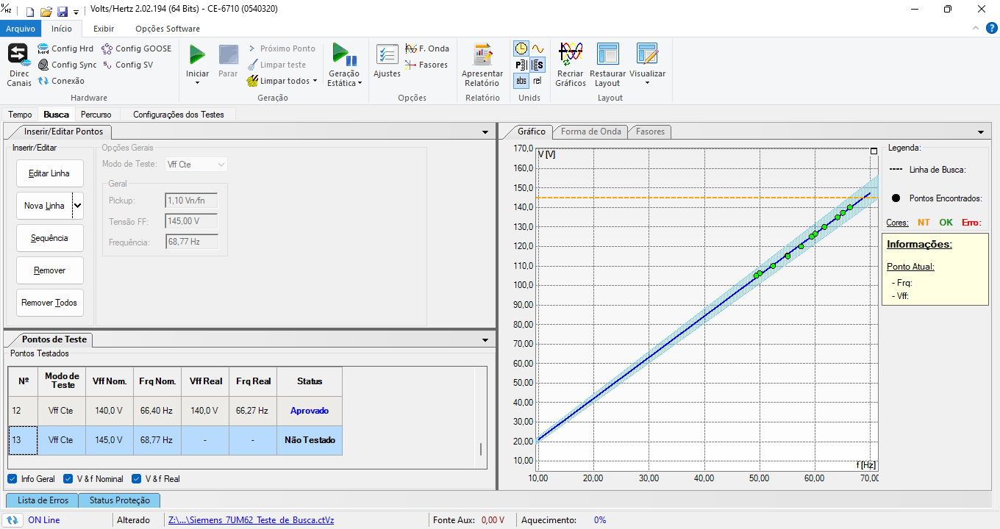 V/HZ Volts/Hertz 2.02.194 (64 Bits) - CE-6710 (0540320)
Arquivo Início Exibir Opções Software
Direc Canais
Config Hrd
Config Sync
Conexão
Config GOOSE
Config SV
Hardware
Iniciar
Parar
Próximo Ponto
Limpar teste
Limpar todos
Geração Estática
Geração
Ajustes
F. Onda
Fasores
Opções
Apresentar Relatório
Relatório
P S
abs rel
Unids
Recriar Gráficos
Restaurar Layout
Visualizar
Layout
Tempo Busca Percurso Configurações dos Testes
Inserir/Editar Pontos
Inserir/Editar
Editar Linha
Nova Linha
Sequência
Remover
Remover Todos
Opções Gerais
Modo de Teste: Vff Cte
Geral
Pickup: 1,10 Vn/fn
Tensão FF: 145,00 V
Frequência: 68,77 Hz
Pontos de Teste
Pontos Testados
Nº Modo de Teste Vff Nom. Frq Nom. Vff Real Frq Real Status
12 Vff Cte 140,0 V 66,40 Hz 140,0 V 66,27 Hz Aprovado
13 Vff Cte 145,0 V 68,77 Hz - - Não Testado
Info Geral V & f Nominal V & f Real
Gráfico Forma de Onda Fasores
V [V]
170,0
160,0
150,0
140,0
130,0
120,0
110,0
100,0
90,00
80,00
70,00
60,00
50,00
40,00
30,00
20,00
10,00
f [Hz]
10,00 20,00 30,00 40,00 50,00 60,00 70,00
Legenda:
Linha de Busca:
Pontos Encontrados:
Cores: NT OK Erro:
Informações:
Ponto Atual:
- Frq:
- Vff:
Lista de Erros Status Proteção
ON Line Alterado Z:\...\Siemens_7UM62_Teste_de_Busca.ctVz Fonte Aux: 0,00 V Aquecimento: 0%